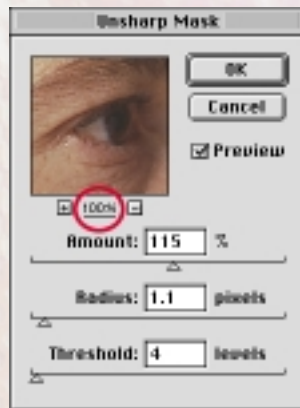 Unsharp Mask
OK
Cancel
Preview
+ 100% -
Amount: 115 %
Radius: 1.1 pixels
Threshold: 4 levels